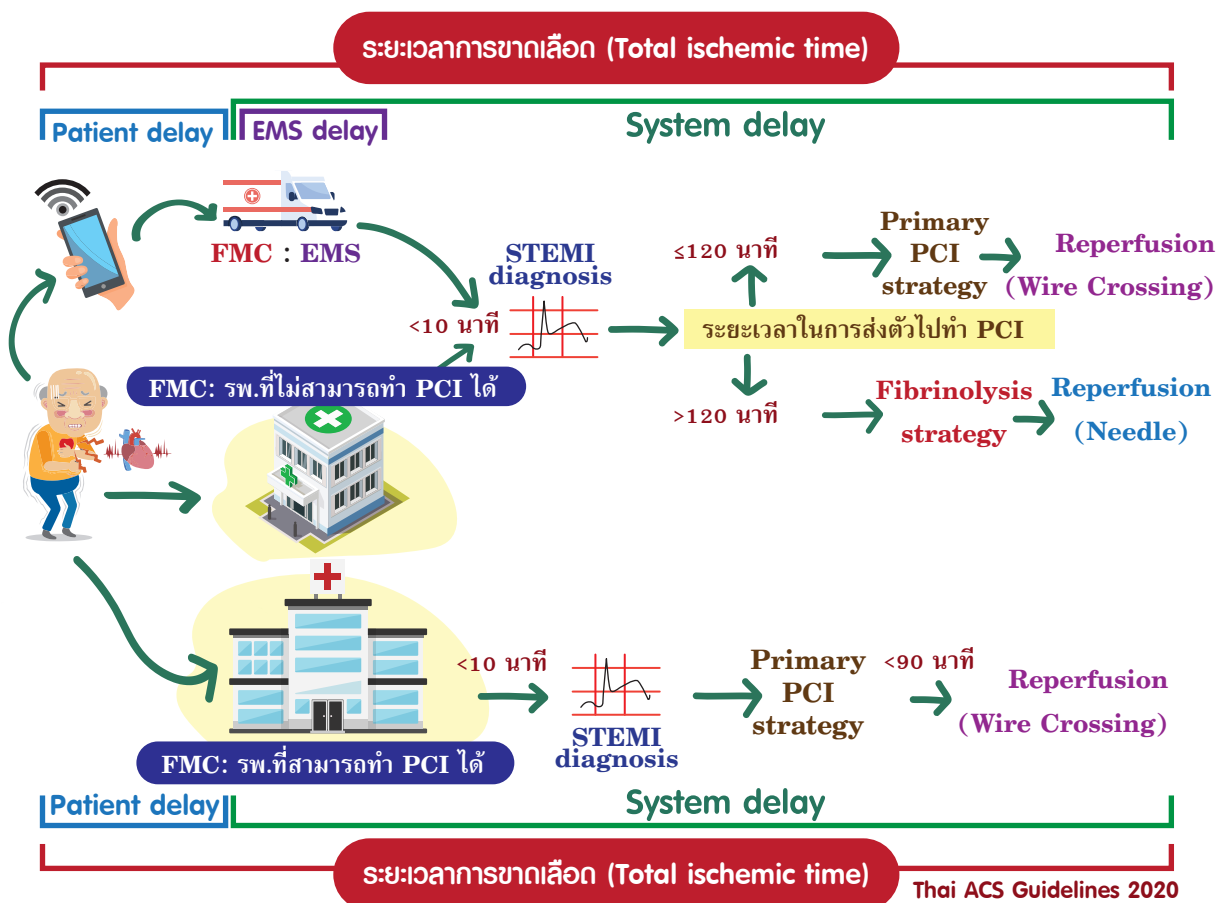 ระยะเวลาการขาดเลือด (Total ischemic time)
Patient delay
EMS delay
System delay
FMC : EMS
STEMI
diagnosis
<10 นาที
≤120 นาที
Primary
PCI
strategy
Reperfusion
(Wire Crossing)
ระยะเวลาในการส่งตัวไปทำ PCI
FMC: รพ.ที่ไม่สามารถทำ PCI ได้
>120 นาที
Fibrinolysis
strategy
Reperfusion
(Needle)
<10 นาที
STEMI
diagnosis
Primary
PCI
strategy
<90 นาที
Reperfusion
(Wire Crossing)
FMC: รพ.ที่สามารถทำ PCI ได้
Patient delay
System delay
ระยะเวลาการขาดเลือด (Total ischemic time)
Thai ACS Guidelines 2020